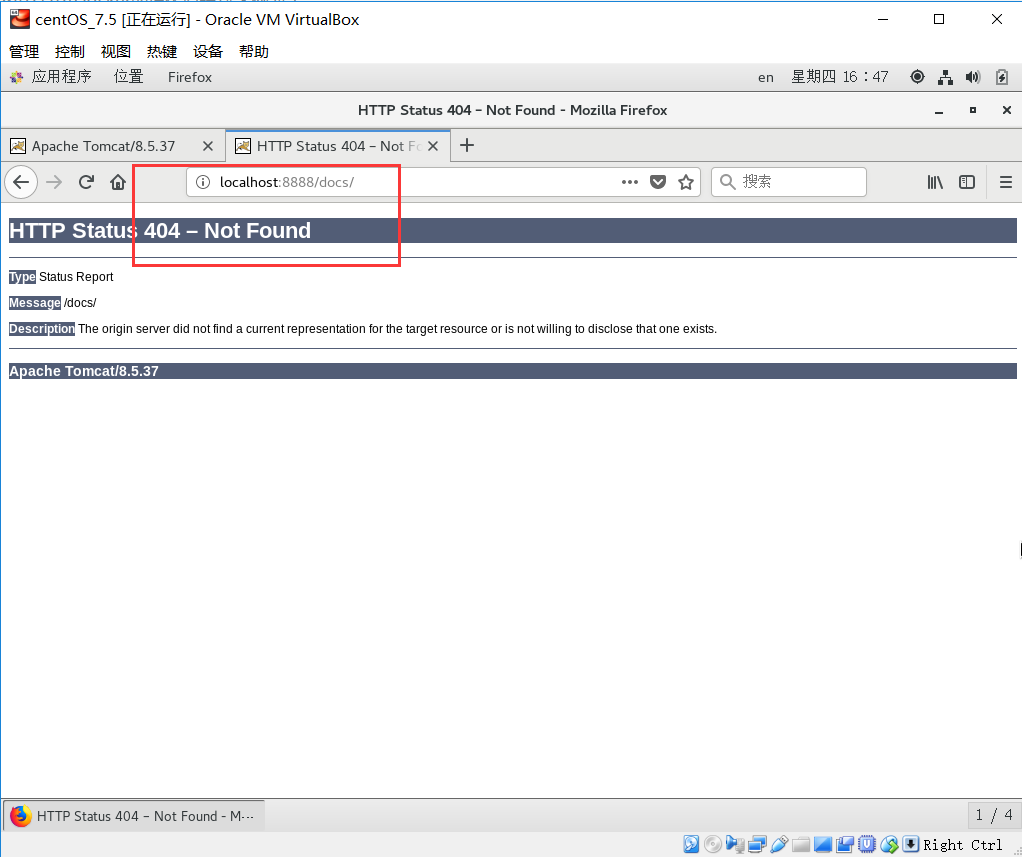 centOS_7.5 [正在运行] - Oracle VM VirtualBox
管理 控制 视图 热键 设备 帮助
应用程序 位置 Firefox en 星期四 16：47
HTTP Status 404 – Not Found - Mozilla Firefox
Apache Tomcat/8.5.37 HTTP Status 404 – Not Fo
localhost:8888/docs/ 搜索
HTTP Status 404 – Not Found
Type Status Report
Message /docs/
Description The origin server did not find a current representation for the target resource or is not willing to disclose that one exists.
Apache Tomcat/8.5.37
HTTP Status 404 – Not Found - M···
1 / 4
Right Ctrl